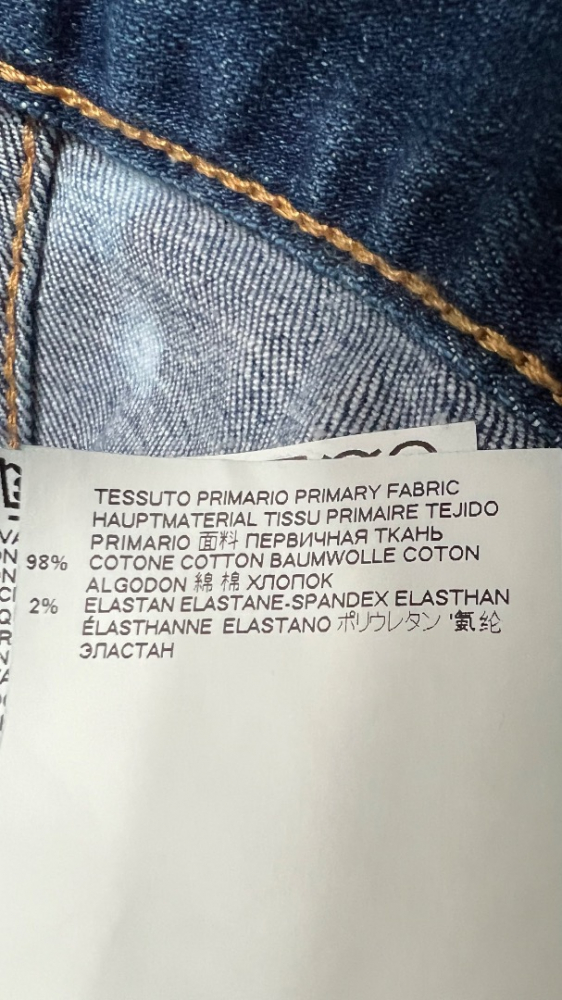 TESSUTO PRIMARIO PRIMARY FABRIC
HAUPTMATERIAL TISSU PRIMAIRE TEJIDO
PRIMARIO 面料 ПЕРВИЧНАЯ ТКАНЬ
98% COTONE COTTON BAUMWOLLE COTON
ALGODON 綿 棉 ХЛОПОК
2% ELASTAN ELASTANE-SPANDEX ELASTHAN
ÉLASTHANNE ELASTANO ポリウレタン '氨纶
ЭЛАСТАН